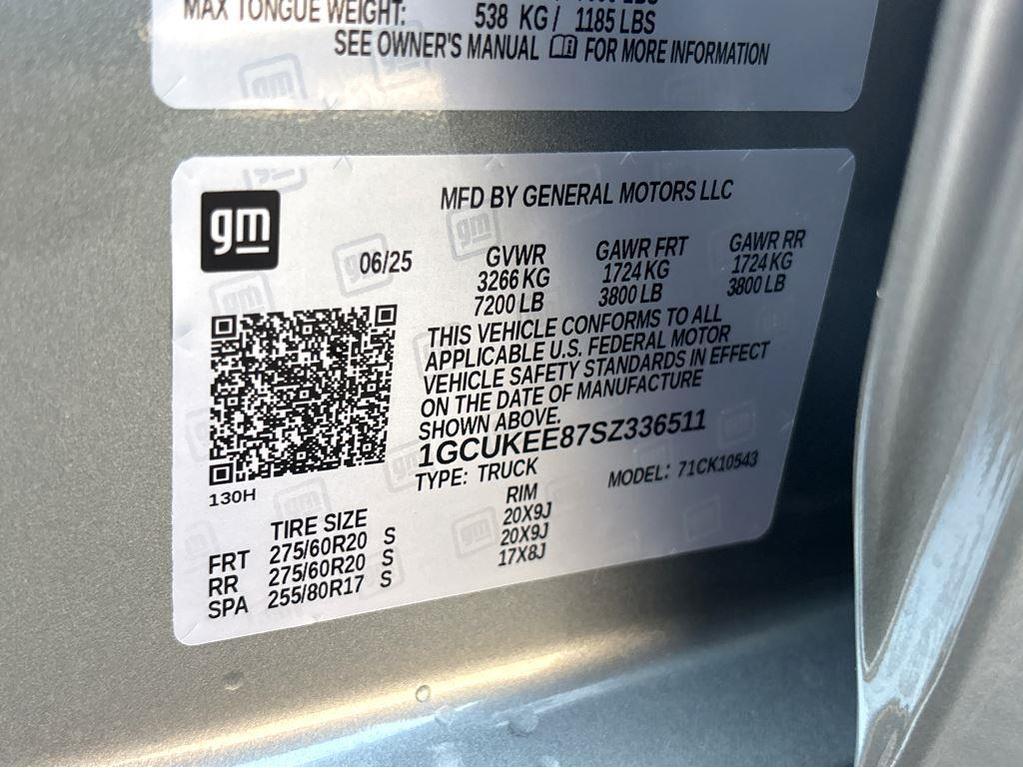 MAX TONGUE WEIGHT: 538 KG/ 1185 LBS
SEE OWNER'S MANUAL FOR MORE INFORMATION
gm
MFD BY GENERAL MOTORS LLC
06/25 GVWR GAWR FRT GAWR RR
3266 KG 1724 KG 1724 KG
7200 LB 3800 LB 3800 LB
THIS VEHICLE CONFORMS TO ALL
APPLICABLE U.S. FEDERAL MOTOR
VEHICLE SAFETY STANDARDS IN EFFECT
ON THE DATE OF MANUFACTURE
SHOWN ABOVE.
1GCUKEE87SZ336511
TYPE: TRUCK MODEL: 71CK10543
130H
TIRE SIZE RIM
FRT 275/60R20 S 20X9J
RR 275/60R20 S 20X9J
SPA 255/80R17 S 17X8J